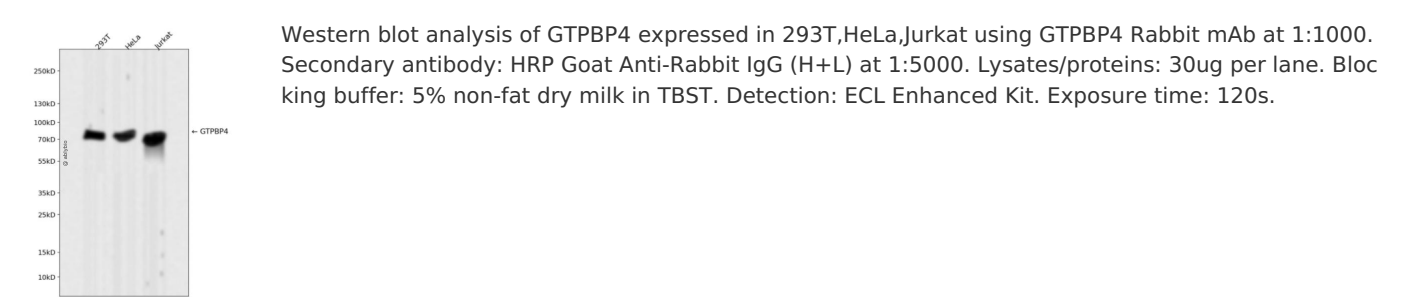 293T HeLa Jurkat
Western blot analysis of GTPBP4 expressed in 293T,HeLa,Jurkat using GTPBP4 Rabbit mAb at 1:1000.
Secondary antibody: HRP Goat Anti-Rabbit IgG (H+L) at 1:5000. Lysates/proteins: 30ug per lane. Bloc
king buffer: 5% non-fat dry milk in TBST. Detection: ECL Enhanced Kit. Exposure time: 120s.
250kD
130kD
100kD
70kD
55kD
35kD
25kD
15kD
10kD
← GTPBP4
@ ablybio